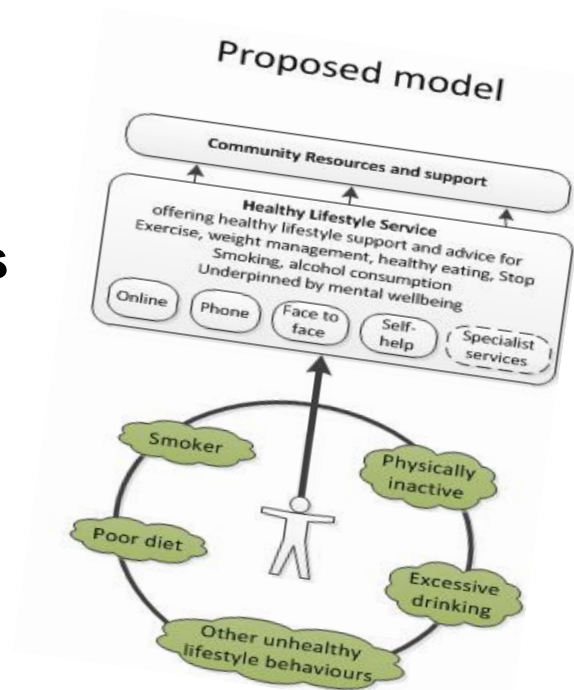 Proposed model
Community Resources and support
Healthy Lifestyle Service
offering healthy lifestyle support and advice for
Exercise, weight management, healthy eating, Stop
Smoking, alcohol consumption
Underpinned by mental wellbeing
Online
Phone
Face to
face
Self-
help
Specialist
services
s
Smoker
Physically
inactive
Poor diet
Excessive
drinking
Other unhealthy
lifestyle behaviours